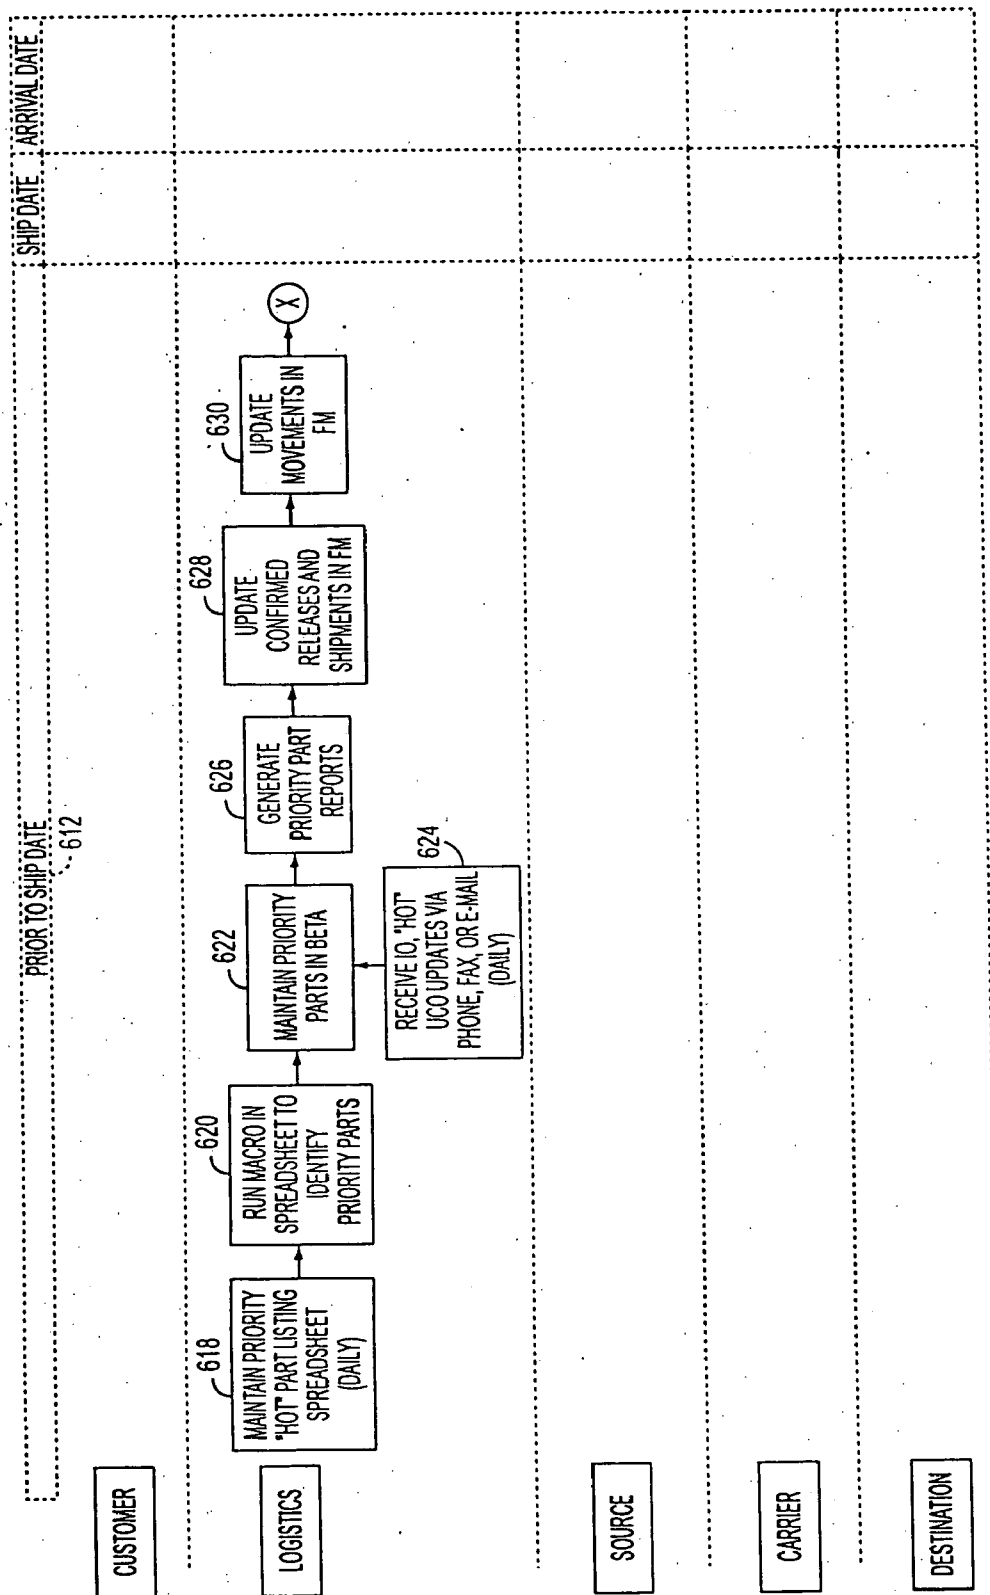 PRIOR TO SHIP DATE
SHIP DATE
ARRIVAL DATE
612
CUSTOMER
LOGISTICS
618
MAINTAIN PRIORITY
"HOT" PART LISTING
SPREADSHEET
(DAILY)
620
RUN MACRO IN
SPREADSHEET TO
IDENTIFY
PRIORITY PARTS
622
MAINTAIN PRIORITY
PARTS IN BETA
624
RECEIVE IO, "HOT"
UCO UPDATES VIA
PHONE, FAX, OR E-MAIL
(DAILY)
626
GENERATE
PRIORITY PART
REPORTS
628
UPDATE
CONFIRMED
RELEASES AND
SHIPMENTS IN FM
630
UPDATE
MOVEMENTS IN
FM
X
SOURCE
CARRIER
DESTINATION